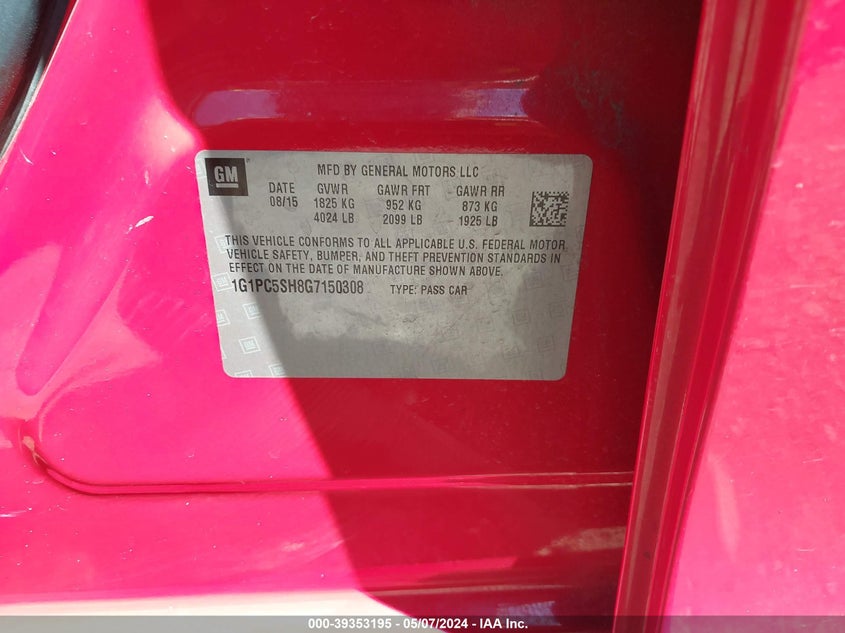 GM ®
MFD BY GENERAL MOTORS LLC
DATE GVWR GAWR FRT GAWR RR
08/15 1825 KG 952 KG 873 KG
4024 LB 2099 LB 1925 LB
THIS VEHICLE CONFORMS TO ALL APPLICABLE U.S. FEDERAL MOTOR
VEHICLE SAFETY, BUMPER, AND THEFT PREVENTION STANDARDS IN
EFFECT ON THE DATE OF MANUFACTURE SHOWN ABOVE.
1G1PC5SH8G7150308 TYPE: PASS CAR
000-39353195 - 05/07/2024 - IAA Inc.